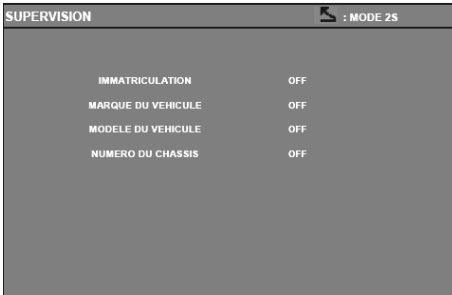 SUPERVISION : MODE 2S
IMMATRICULATION OFF
MARQUE DU VEHICULE OFF
MODELE DU VEHICULE OFF
NUMERO DU CHASSIS OFF